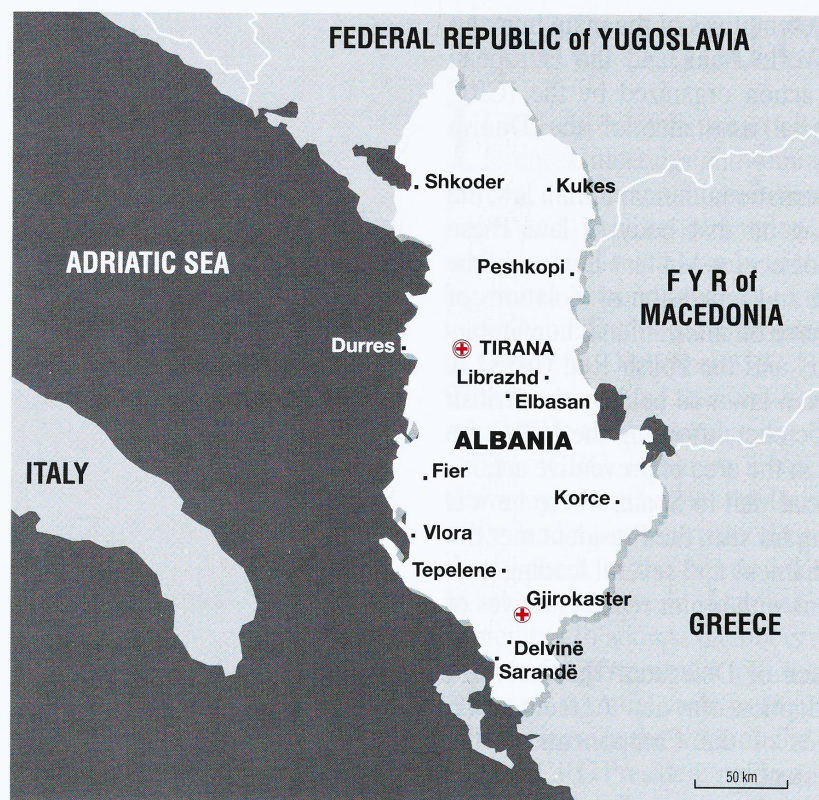 FEDERAL REPUBLIC of YUGOSLAVIA
Shkoder
Kukes
ADRIATIC SEA
Peshkopi
F Y R of
MACEDONIA
Durres
TIRANA
Librazhd
Elbasan
ALBANIA
ITALY
Fier
Korce
Vlora
Tepelene
Gjirokaster
GREECE
Delvinë
Sarandë
50 km